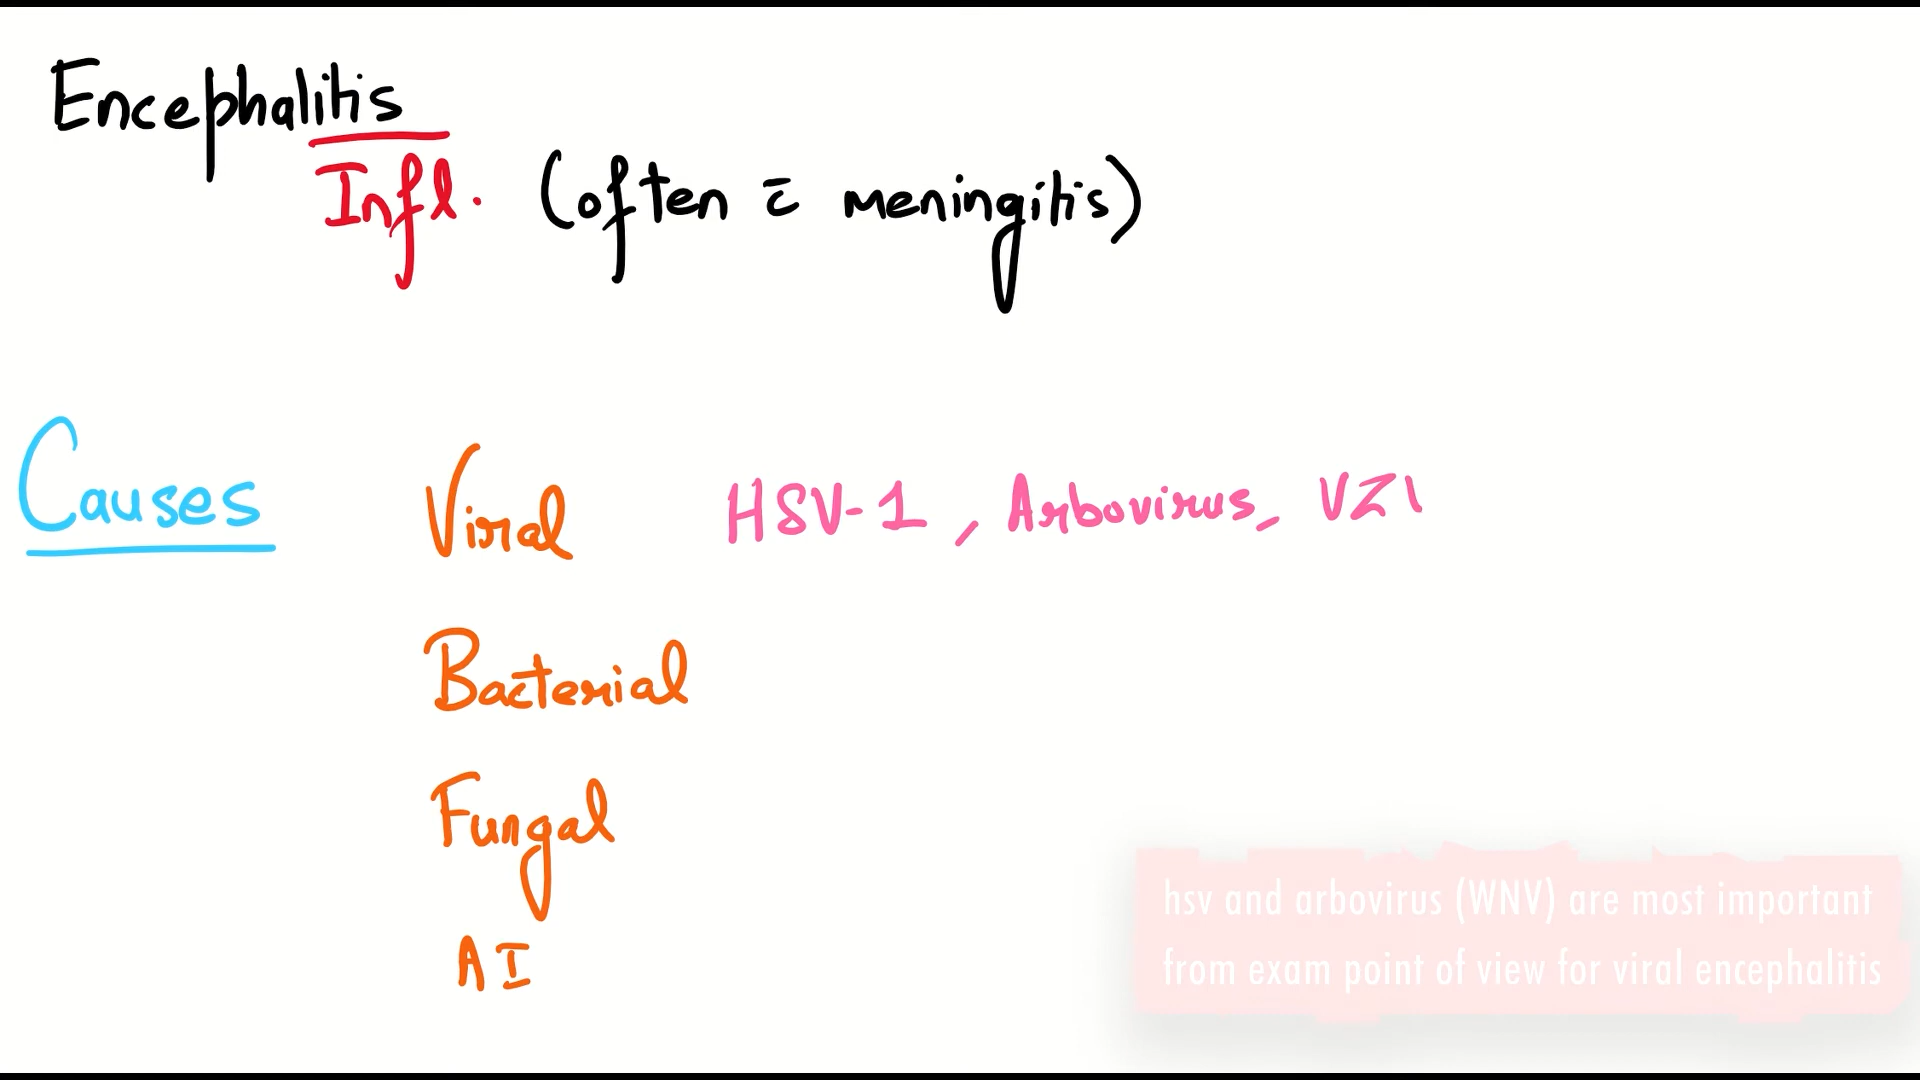 Encephalitis
Infl. (often c̄ meningitis)
Causes Viral HSV-1, Arbovirus, VZ
Bacterial
Fungal
AI
hsv and arbovirus (WNV) are most important
from exam point of view for viral encephalitis